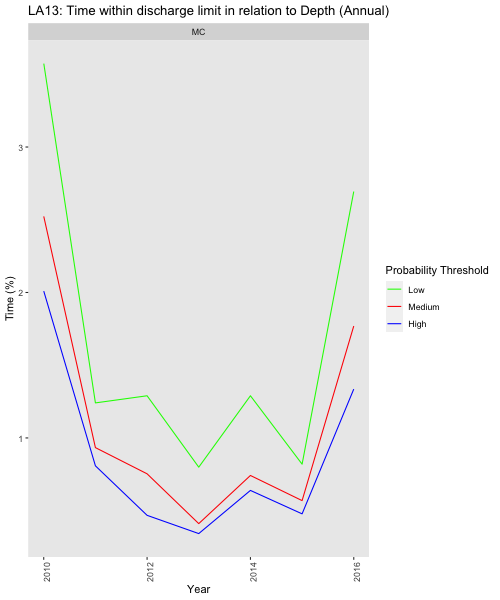 LA13: Time within discharge limit in relation to Depth (Annual)
MC
3
2
1
Time (%)
2010
2012
2014
2016
Year
Probability Threshold
Low
Medium
High